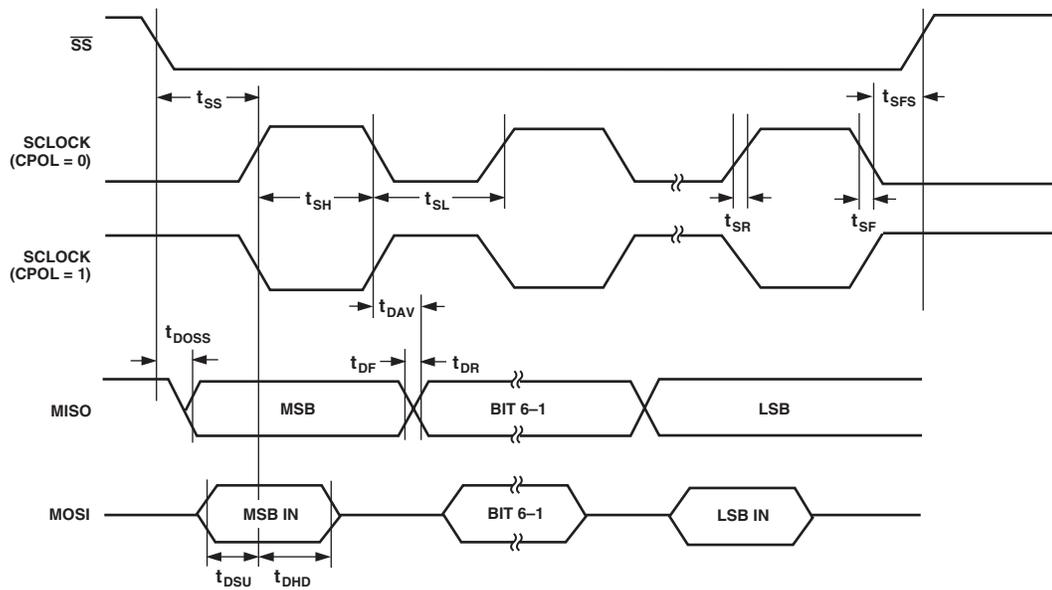 SS
tSS
tSFS
SCLOCK
(CPOL = 0)
tSH
tSL
tSR
tSF
SCLOCK
(CPOL = 1)
tDAV
tDOSS
tDF
tDR
MISO
MSB
BIT 6–1
LSB
MOSI
MSB IN
BIT 6–1
LSB IN
tDSU
tDHD